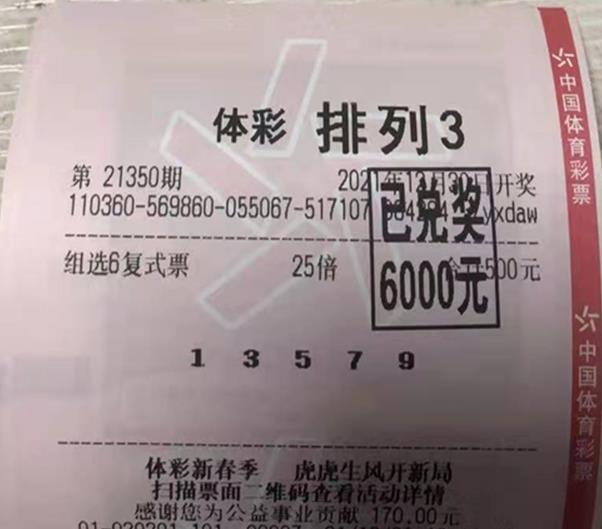 体彩 排列3
第 21350期 2021年12月30日开奖
110360-569860-055067-517107 yxdaw
已兑奖
组选6复式票 25倍 合计500元
6000元
1 3 5 7 9
体彩新春季 虎虎生风开新局
扫描票面二维码查看活动详情
感谢您为公益事业贡献 170.00元
中国体育彩票
中国体育彩票